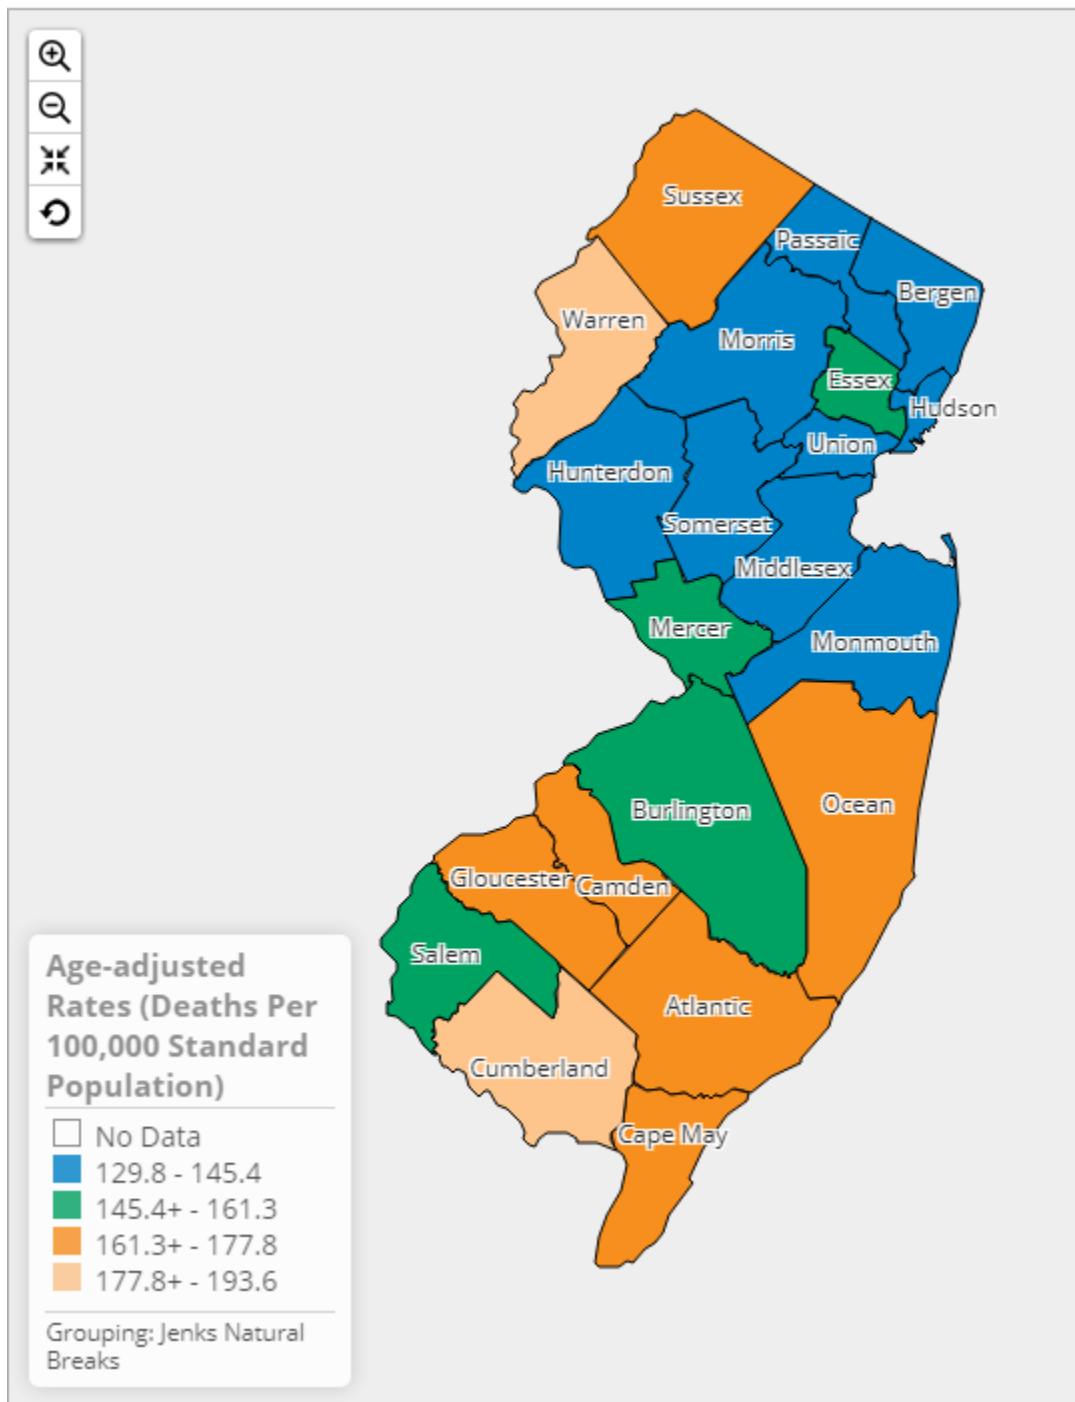 Sussex
Passaic
Bergen
Warren
Morris
Essex
Hudson
Union
Hunterdon
Somerset
Middlesex
Mercer
Monmouth
Ocean
Burlington
Gloucester
Camden
Salem
Atlantic
Cumberland
Cape May
Age-adjusted
Rates (Deaths Per
100,000 Standard
Population)
No Data
129.8 - 145.4
145.4+ - 161.3
161.3+ - 177.8
177.8+ - 193.6
Grouping: Jenks Natural
Breaks